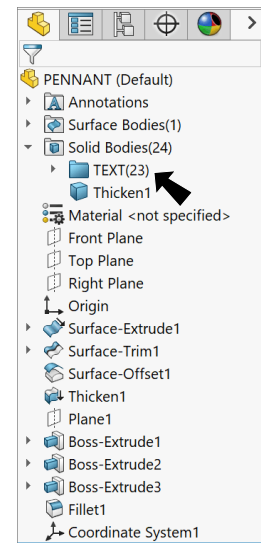 PENNANT (Default)
Annotations
Surface Bodies(1)
Solid Bodies(24)
TEXT(23)
Thicken1
Material <not specified>
Front Plane
Top Plane
Right Plane
Origin
Surface-Extrude1
Surface-Trim1
Surface-Offset1
Thicken1
Plane1
Boss-Extrude1
Boss-Extrude2
Boss-Extrude3
Fillet1
Coordinate System1